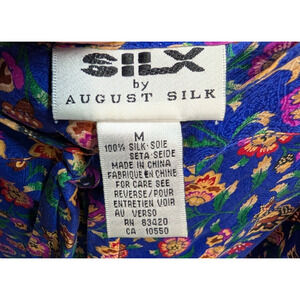 SILX
by
AUGUST SILK
M
100% SILK·SOIE
SETA·SEIDE
MADE IN CHINA
FABRIQUE EN CHINE
FOR CARE SEE
REVERSE/POUR
ENTRETIEN VOIR
AU VERSO
RN 83420
CA 10550